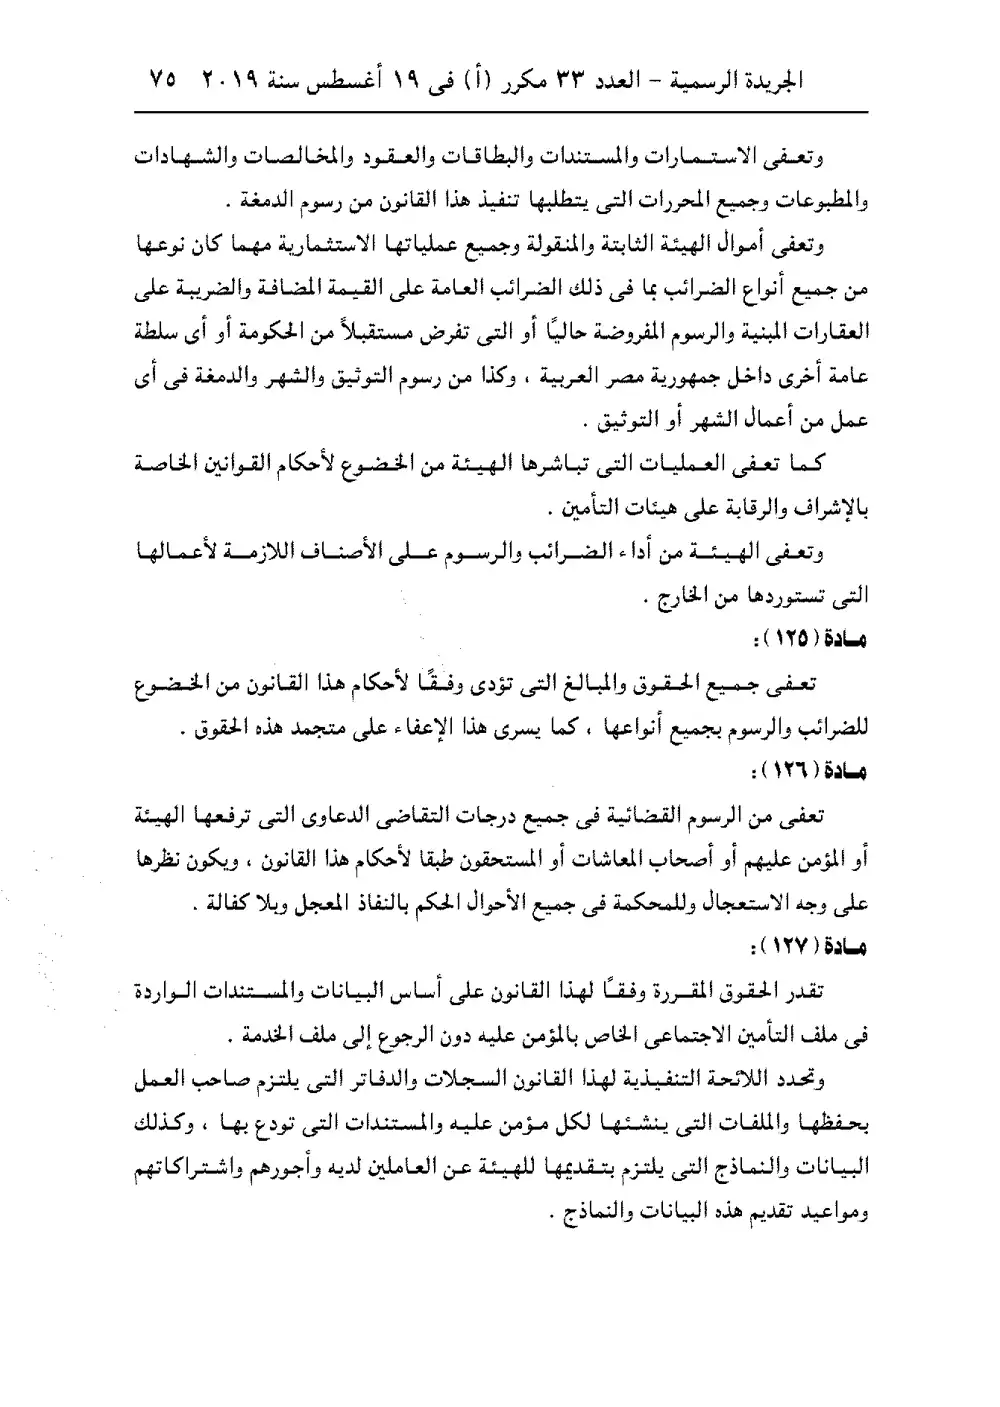 الجريدة الرسمية - العدد ٣٣ مكرر (أ) فى ١٩ أغسطس سنة ٢٠١٩ ٧٥
وتعفى الاستمارات والمستندات والبطاقات والعقود والمخالصات والشهادات
والمطبوعات وجميع المحررات التى يتطلبها تنفيذ هذا القانون من رسوم الدمغة .
وتعفى أموال الهيئة الثابتة والمنقولة وجميع عملياتها الاستثمارية مهما كان نوعها
من جميع أنواع الضرائب بما فى ذلك الضرائب العامة على القيمة المضافة والضريبة على
العقارات المبنية والرسوم المفروضة حاليًا أو التى تفرض مستقبلاً من الحكومة أو أى سلطة
عامة أخرى داخل جمهورية مصر العربية ، وكذا من رسوم التوثيق والشهر والدمغة فى أى
عمل من أعمال الشهر أو التوثيق .
كما تعفى العمليات التى تباشرها الهيئة من الخضوع لأحكام القوانين الخاصة
بالإشراف والرقابة على هيئات التأمين .
وتعفى الهيئة من أداء الضرائب والرسوم على الأصناف اللازمة لأعمالها
التى تستوردها من الخارج .
مادة (١٢٥):
تعفى جميع الحقوق والمبالغ التى تؤدى وفقًا لأحكام هذا القانون من الخضوع
للضرائب والرسوم بجميع أنواعها ، كما يسرى هذا الإعفاء على متجمد هذه الحقوق .
مادة (١٢٦):
تعفى من الرسوم القضائية فى جميع درجات التقاضى الدعاوى التى ترفعها الهيئة
أو المؤمن عليهم أو أصحاب المعاشات أو المستحقون طبقا لأحكام هذا القانون ، ويكون نظرها
على وجه الاستعجال وللمحكمة فى جميع الأحوال الحكم بالنفاذ المعجل وبلا كفالة .
مادة (١٢٧):
تقدر الحقوق المقررة وفقًا لهذا القانون على أساس البيانات والمستندات الواردة
فى ملف التأمين الاجتماعى الخاص بالمؤمن عليه دون الرجوع إلى ملف الخدمة .
وتحدد اللائحة التنفيذية لهذا القانون السجلات والدفاتر التى يلتزم صاحب العمل
بحفظها والملفات التى ينشئها لكل مؤمن عليه والمستندات التى تودع بها ، وكذلك
البيانات والنماذج التى يلتزم بتقديمها للهيئة عن العاملين لديه وأجورهم واشتراكاتهم
ومواعيد تقديم هذه البيانات والنماذج .